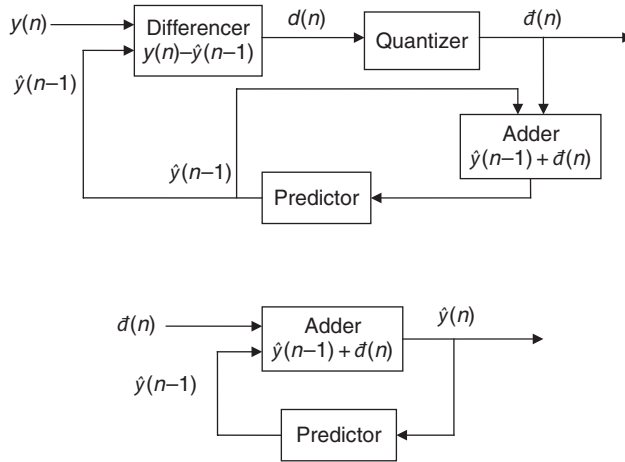 y(n)
Differencer
y(n)–ŷ(n–1)
d(n)
Quantizer
đ(n)
ŷ(n–1)
Adder
ŷ(n–1) + đ(n)
ŷ(n–1)
Predictor
đ(n)
Adder
ŷ(n–1) + đ(n)
ŷ(n)
ŷ(n–1)
Predictor